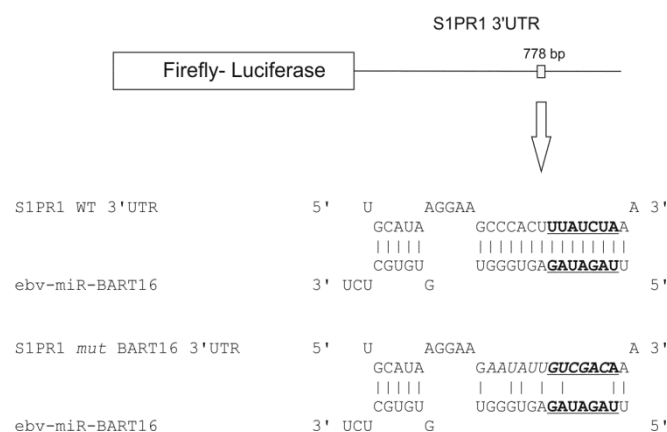 S1PR1 3'UTR
778 bp
Firefly- Luciferase
S1PR1 WT 3'UTR 5' U AGGAA A 3'
GCAUA GCCCACUUUAUCUAA
||||| |||||||||||||||
CGUGU UGGGUGAGAUAGAUU
ebv-miR-BART16 3' UCU G 5'
S1PR1 mut BART16 3'UTR 5' U AGGAA A 3'
GCAUA GAAUAUUGUCGACAA
||||| | || | | ||
CGUGU UGGGUGAGAUAGAUU
ebv-miR-BART16 3' UCU G 5'